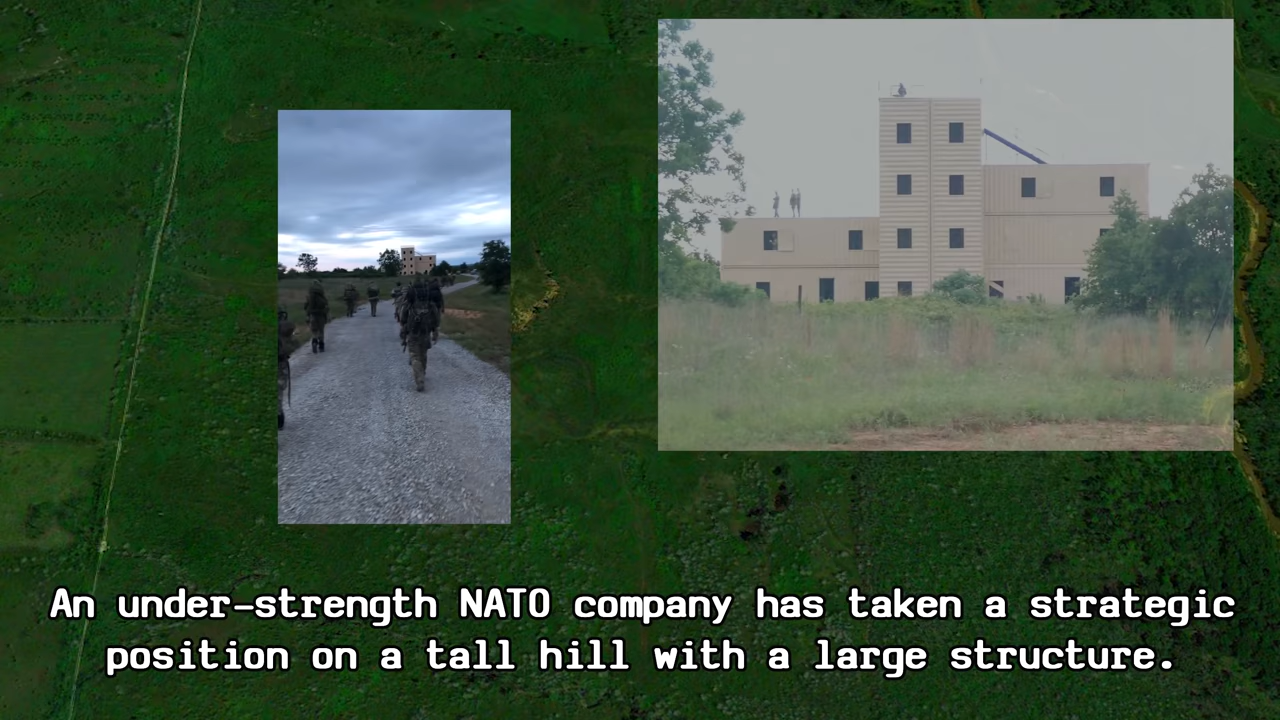 An under-strength NATO company has taken a strategic
position on a tall hill with a large structure.